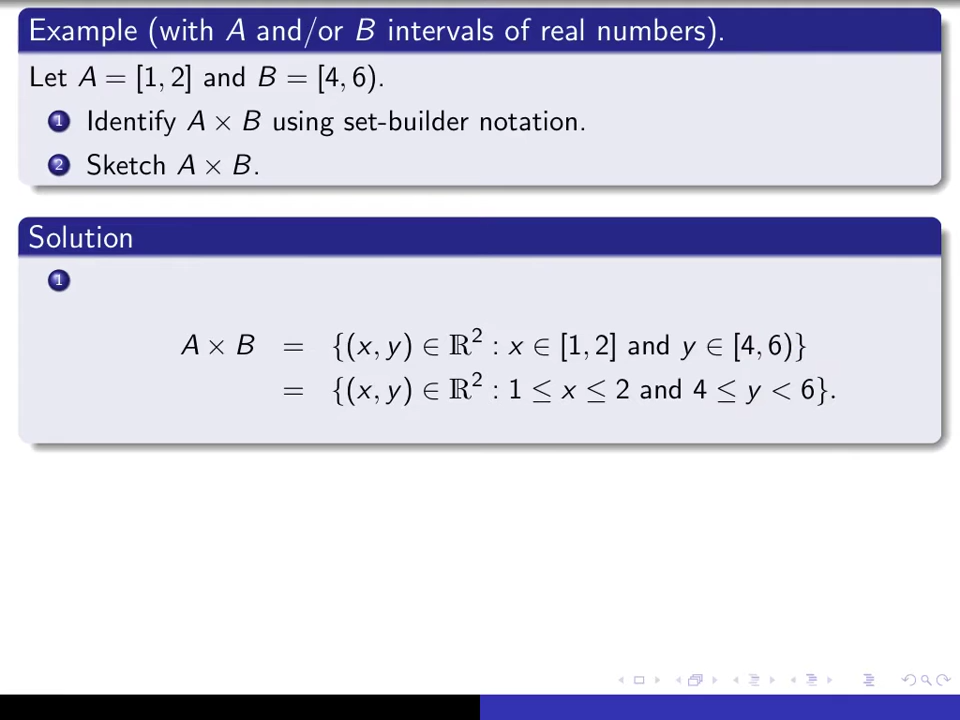 Example (with A and/or B intervals of real numbers).
Let A = [1, 2] and B = [4, 6).
1 Identify A × B using set-builder notation.
2 Sketch A × B.
Solution
1
A × B = {(x, y) ∈ ℝ² : x ∈ [1, 2] and y ∈ [4, 6)}
= {(x, y) ∈ ℝ² : 1 ≤ x ≤ 2 and 4 ≤ y < 6}.